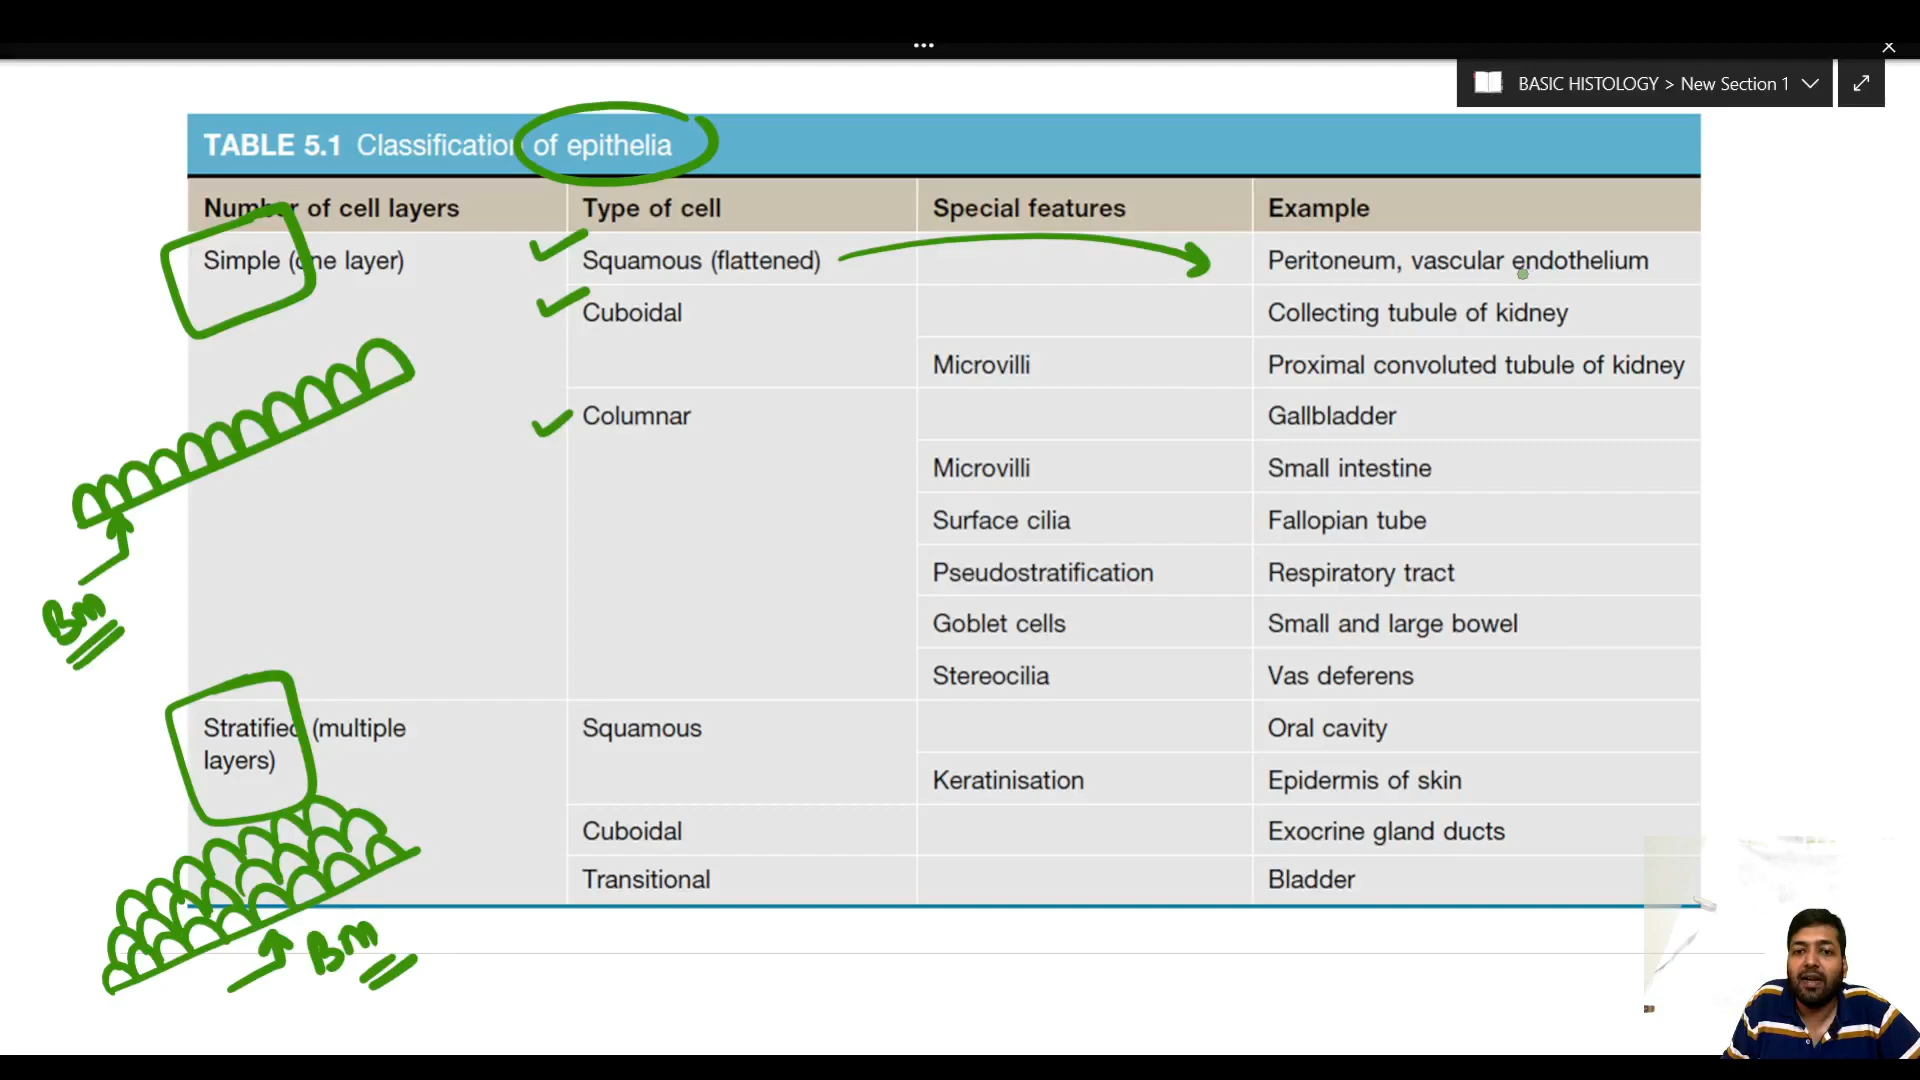 BASIC HISTOLOGY > New Section 1
TABLE 5.1 Classification of epithelia
Number of cell layers Type of cell Special features Example
Simple (one layer) Squamous (flattened) Peritoneum, vascular endothelium
Cuboidal Collecting tubule of kidney
Microvilli Proximal convoluted tubule of kidney
Columnar Gallbladder
Microvilli Small intestine
Surface cilia Fallopian tube
Pseudostratification Respiratory tract
Goblet cells Small and large bowel
BM
Stereocilia Vas deferens
Stratified (multiple Squamous Oral cavity
layers)
Keratinisation Epidermis of skin
Cuboidal Exocrine gland ducts
Transitional Bladder
BM